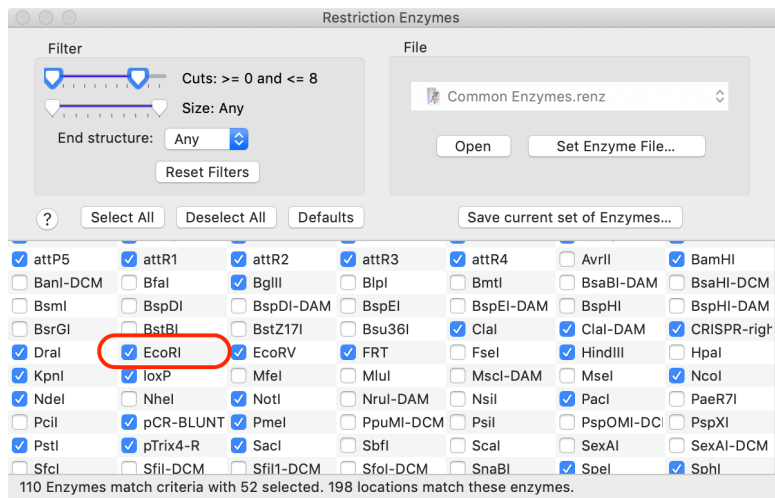 Restriction Enzymes
Filter
File
Cuts: >= 0 and <= 8
Size: Any
End structure: Any
Reset Filters
Common Enzymes.renz
Open Set Enzyme File...
? Select All Deselect All Defaults Save current set of Enzymes...
attP5 attR1 attR2 attR3 attR4 AvrII BamHI
BanI-DCM BfaI BglII BlpI BmtI BsaBI-DAM BsaHI-DCM
BsmI BspDI BspDI-DAM BspEI BspEI-DAM BspHI BspHI-DAM
BsrGI BstBI BstZ17I Bsu36I ClaI ClaI-DAM CRISPR-righ
DraI EcoRI EcoRV FRT FseI HindIII HpaI
KpnI loxP MfeI MluI MscI-DAM MseI NcoI
NdeI NheI NotI NruI-DAM NsiI PacI PaeR7I
PciI pCR-BLUNT PmeI PpuMI-DCM PsiI PspOMI-DCI PspXI
PstI pTrix4-R SacI SbfI ScaI SexAI SexAI-DCM
SfcI SfiI-DCM SfiI1-DCM SfoI-DCM SnaBI SpeI SphI
110 Enzymes match criteria with 52 selected. 198 locations match these enzymes.